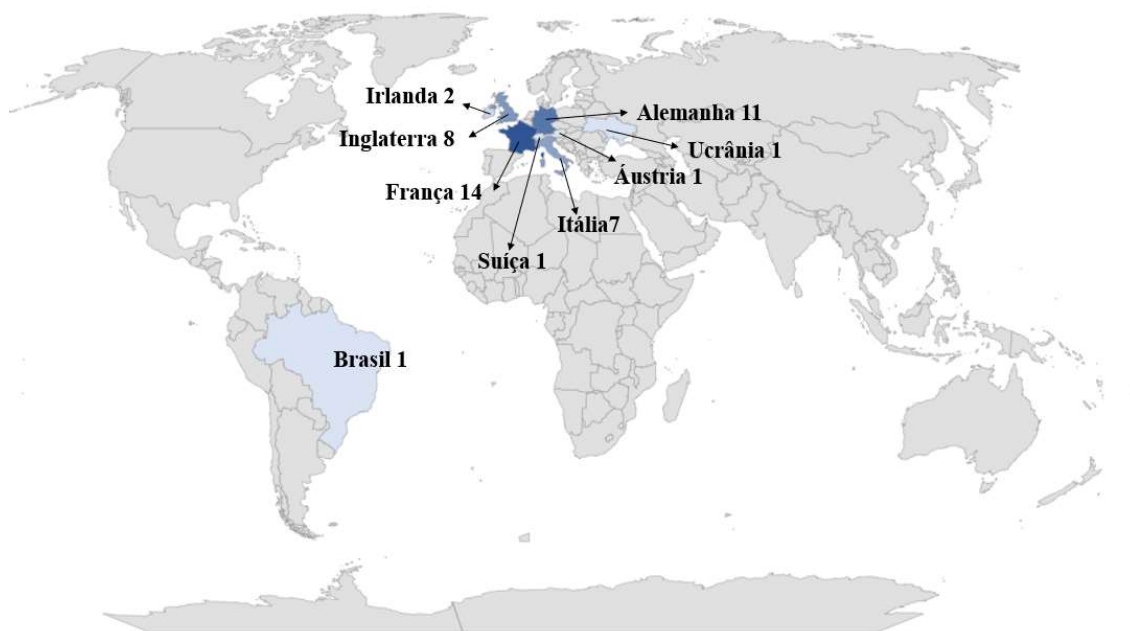 Irlanda 2
Alemanha 11
Inglaterra 8
Ucrânia 1
Áustria 1
França 14
Itália7
Suíça 1
Brasil 1